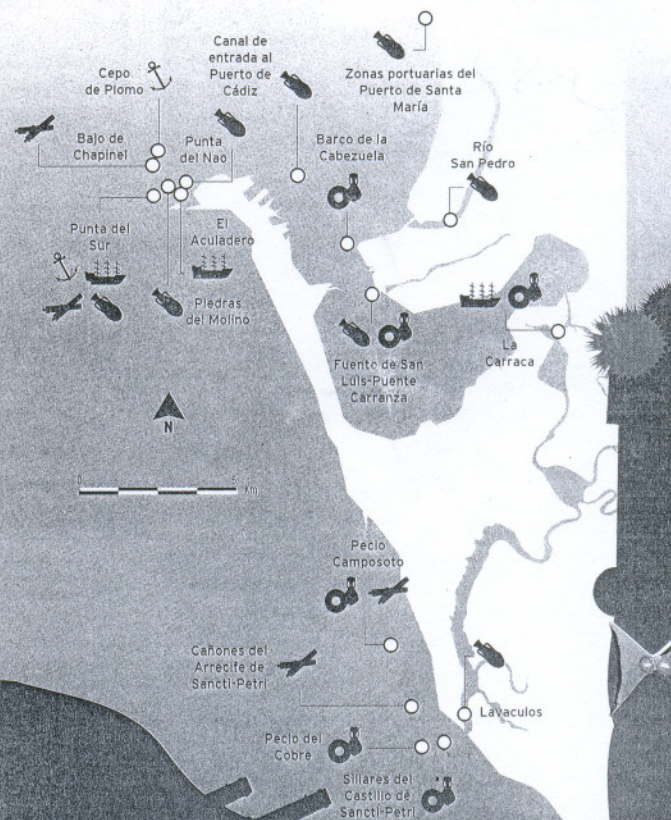 Canal de
entrada al
Puerto de
Cádiz
Zonas portuarias del
Puerto de Santa
María
Cepo
de Plomo
Bajo de
Chapinel
Punta
del Nao
Barco de la
Cabezuela
Río
San Pedro
Punta del
Sur
El
Aculadero
Piedras
del Molino
La
Carraca
Fuente de San
Luis-Puente
Carranza
N
0
Km
Pecio
Camposoto
Cañones del
Arrecife de
Sancti-Petri
Lavaculos
Pecio del
Cobre
Sillares del
Castillo de
Sancti-Petri